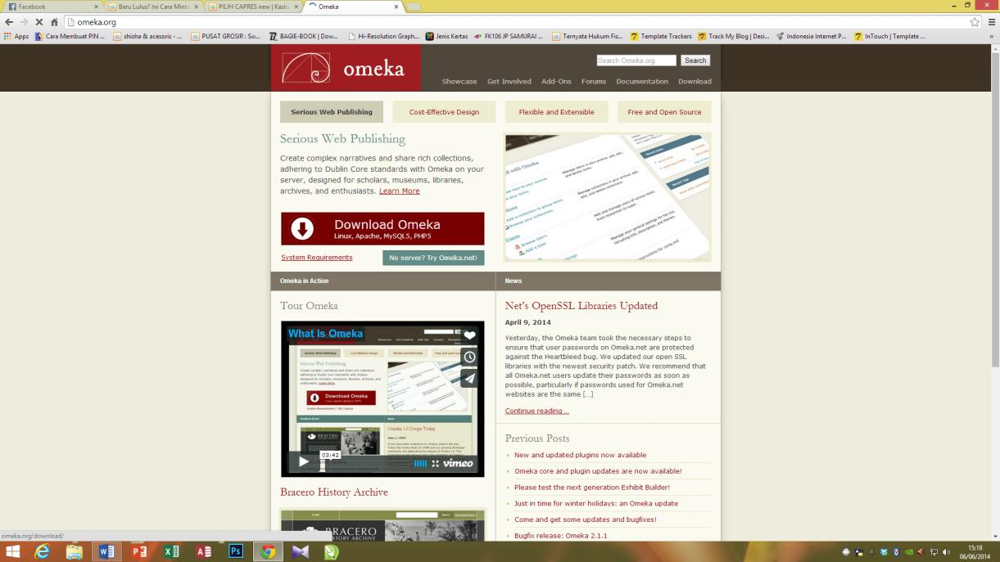 Facebook
Baru Lulus? Ini Cara Mint
PILIH CAPRES new | Kask
Omeka
omeka.org
Apps
Cara Membuat PIN ...
shisha & acesoris - ...
PUSAT GROSIR : Sw...
BAGIE-BOOK | Dow...
Hi-Resolution Graph...
Jenis Kertas
FK106 JP SAMURAI ...
Ternyata Hukum Fis...
Template Trackers
Track My Blog | Desi...
Indonesia Internet P...
InTouch | Template ...
omeka
Search Omeka.org
Search
Showcase Get Involved Add-Ons Forums Documentation Download
Serious Web Publishing
Cost-Effective Design
Flexible and Extensible
Free and Open Source
Serious Web Publishing
Create complex narratives and share rich collections,
adhering to Dublin Core standards with Omeka on your
server, designed for scholars, museums, libraries,
archives, and enthusiasts. Learn More
Download Omeka
Linux, Apache, MySQL5, PHP5
System Requirements
No server? Try Omeka.net!
Omeka in Action
Tour Omeka
What Is Omeka
03:42
vimeo
Bracero History Archive
BRACERO
HISTORY ARCHIVE
News
Net's OpenSSL Libraries Updated
April 9, 2014
Yesterday, the Omeka team took the necessary steps to
ensure that user passwords on Omeka.net are protected
against the Heartbleed bug. We updated our open SSL
libraries with the newest security patch. We recommend that
all Omeka.net users update their passwords as soon as
possible, particularly if passwords used for Omeka.net
websites are the same [...]
Continue reading ...
Previous Posts
New and updated plugins now available
Omeka core and plugin updates are now available!
Please test the next generation Exhibit Builder!
Just in time for winter holidays: an Omeka update
Come and get some updates and bugfixes!
Bugfix release: Omeka 2.1.1
omeka.org/download/
15:18
06/06/2014